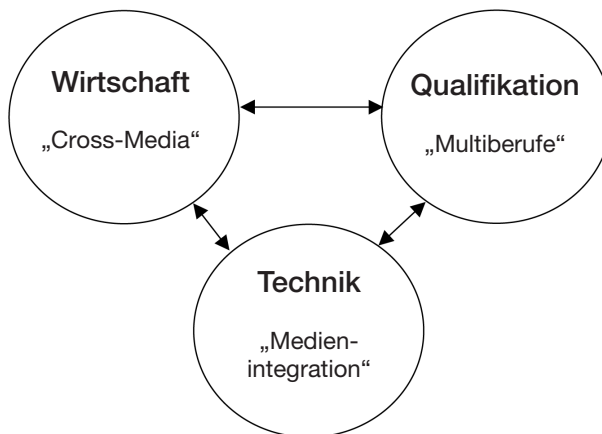 Wirtschaft
„Cross-Media“
Qualifikation
„Multiberufe“
Technik
„Medien-
integration“